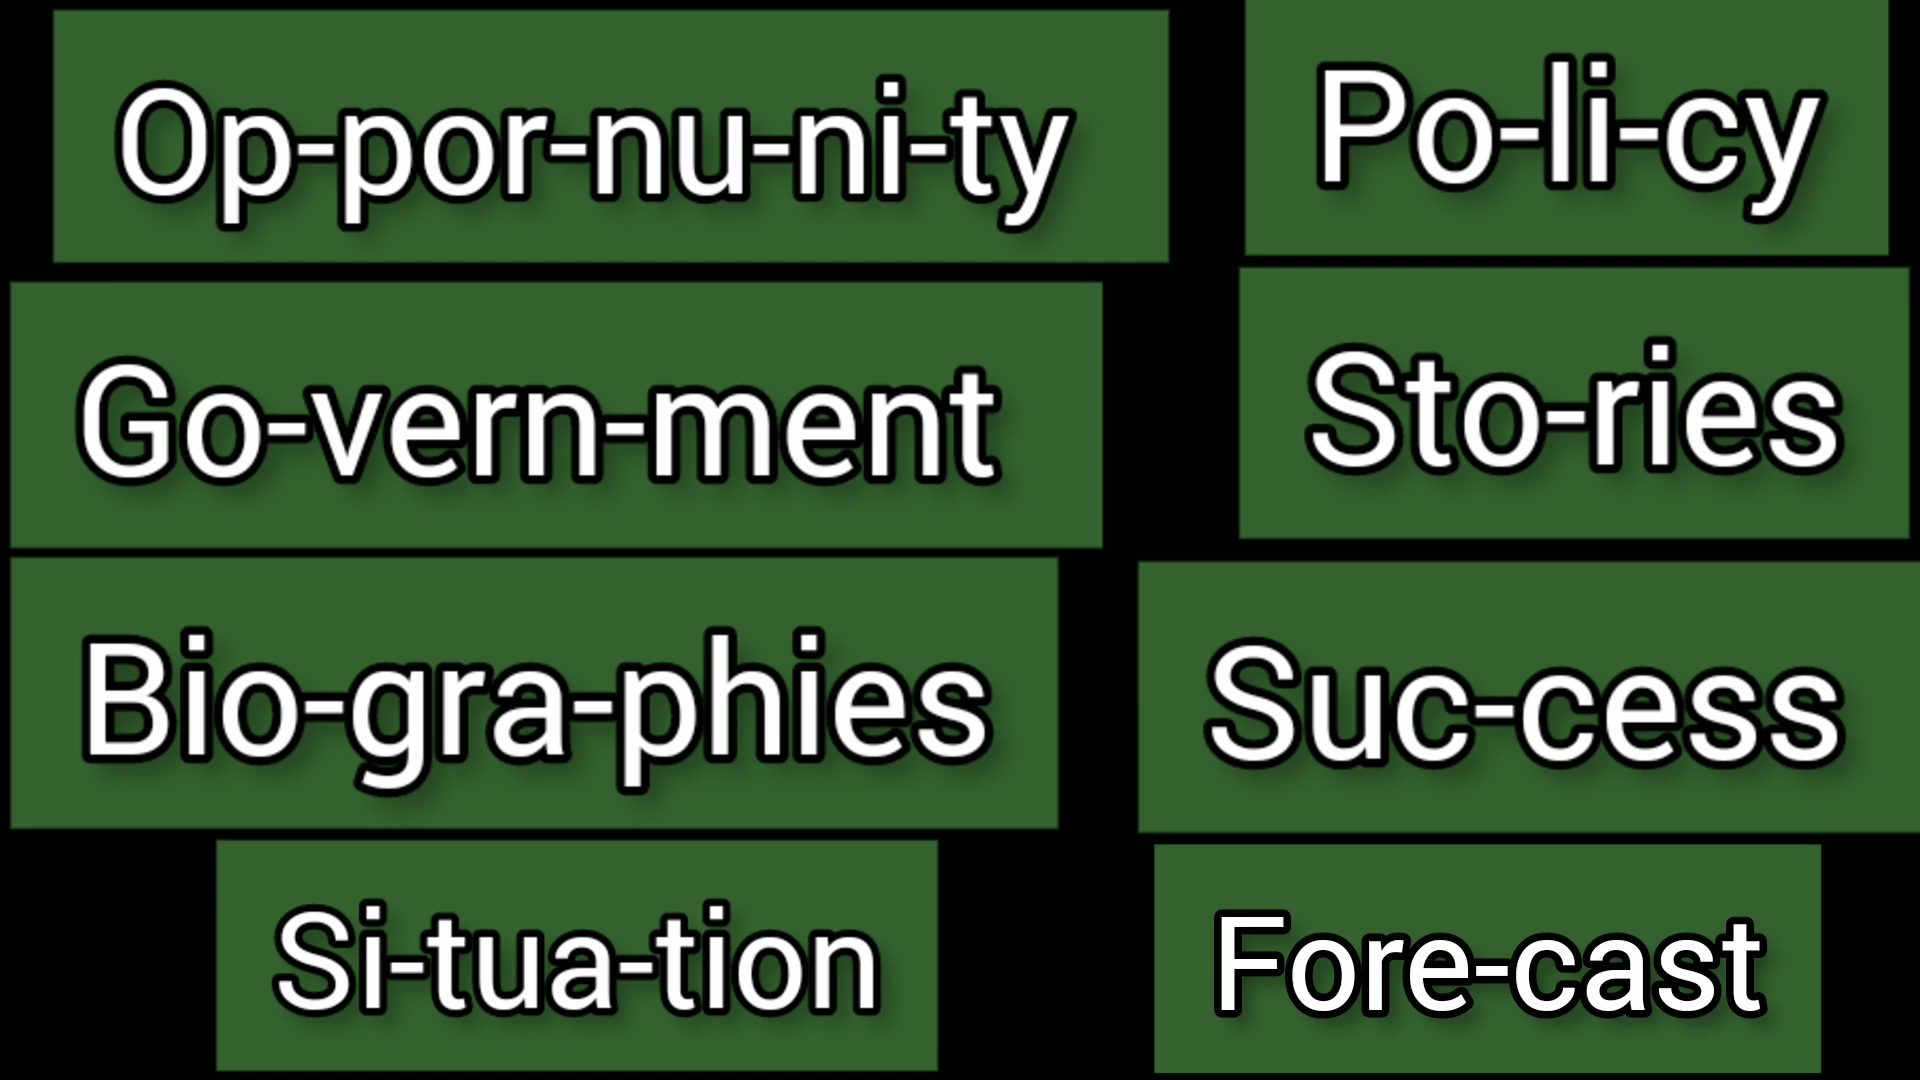 Op-por-nu-ni-ty
Po-li-cy
Go-vern-ment
Sto-ries
Bio-gra-phies
Suc-cess
Si-tua-tion
Fore-cast